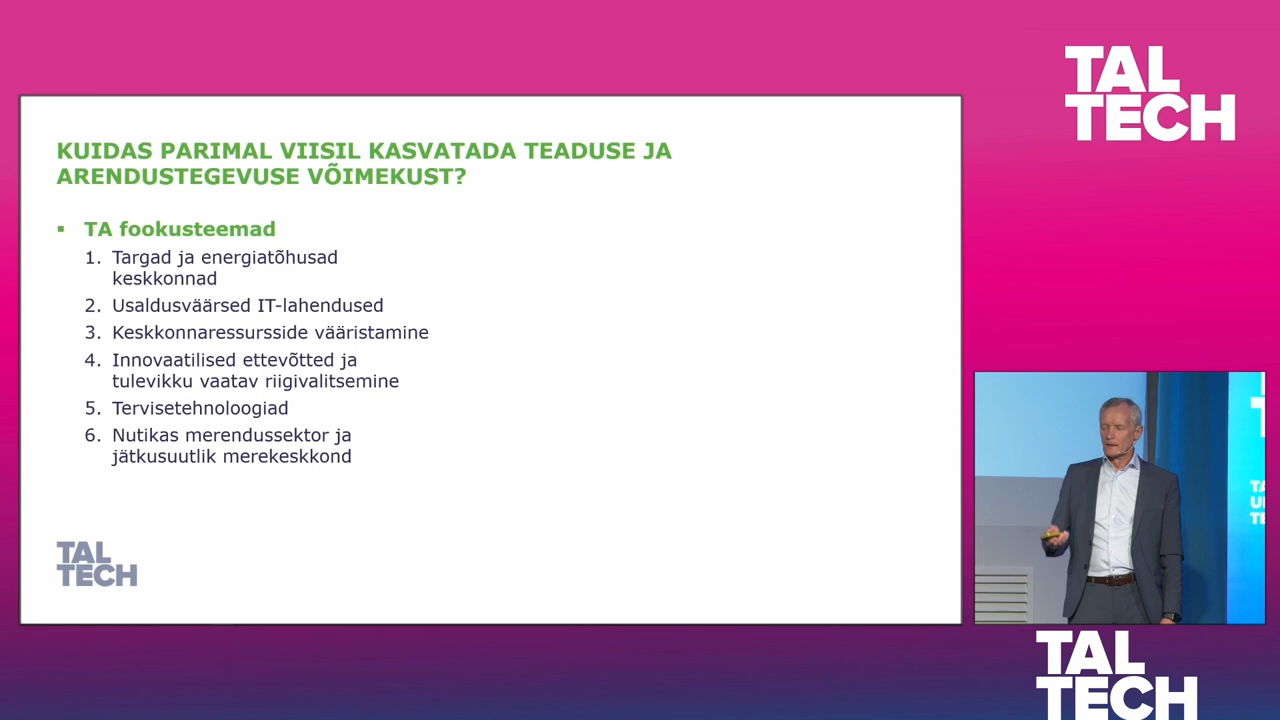 TAL
TECH
KUIDAS PARIMAL VIISIL KASVATADA TEADUSE JA
ARENDUSTEGEVUSE VÕIMEKUST?
▪ TA fookusteemad
1. Targad ja energiatõhusad
keskkonnad
2. Usaldusväärsed IT-lahendused
3. Keskkonnaressursside vääristamine
4. Innovaatilised ettevõtted ja
tulevikku vaatav riigivalitsemine
5. Tervisetehnoloogiad
6. Nutikas merendussektor ja
jätkusuutlik merekeskkond
TAL
TECH
TAL
TECH